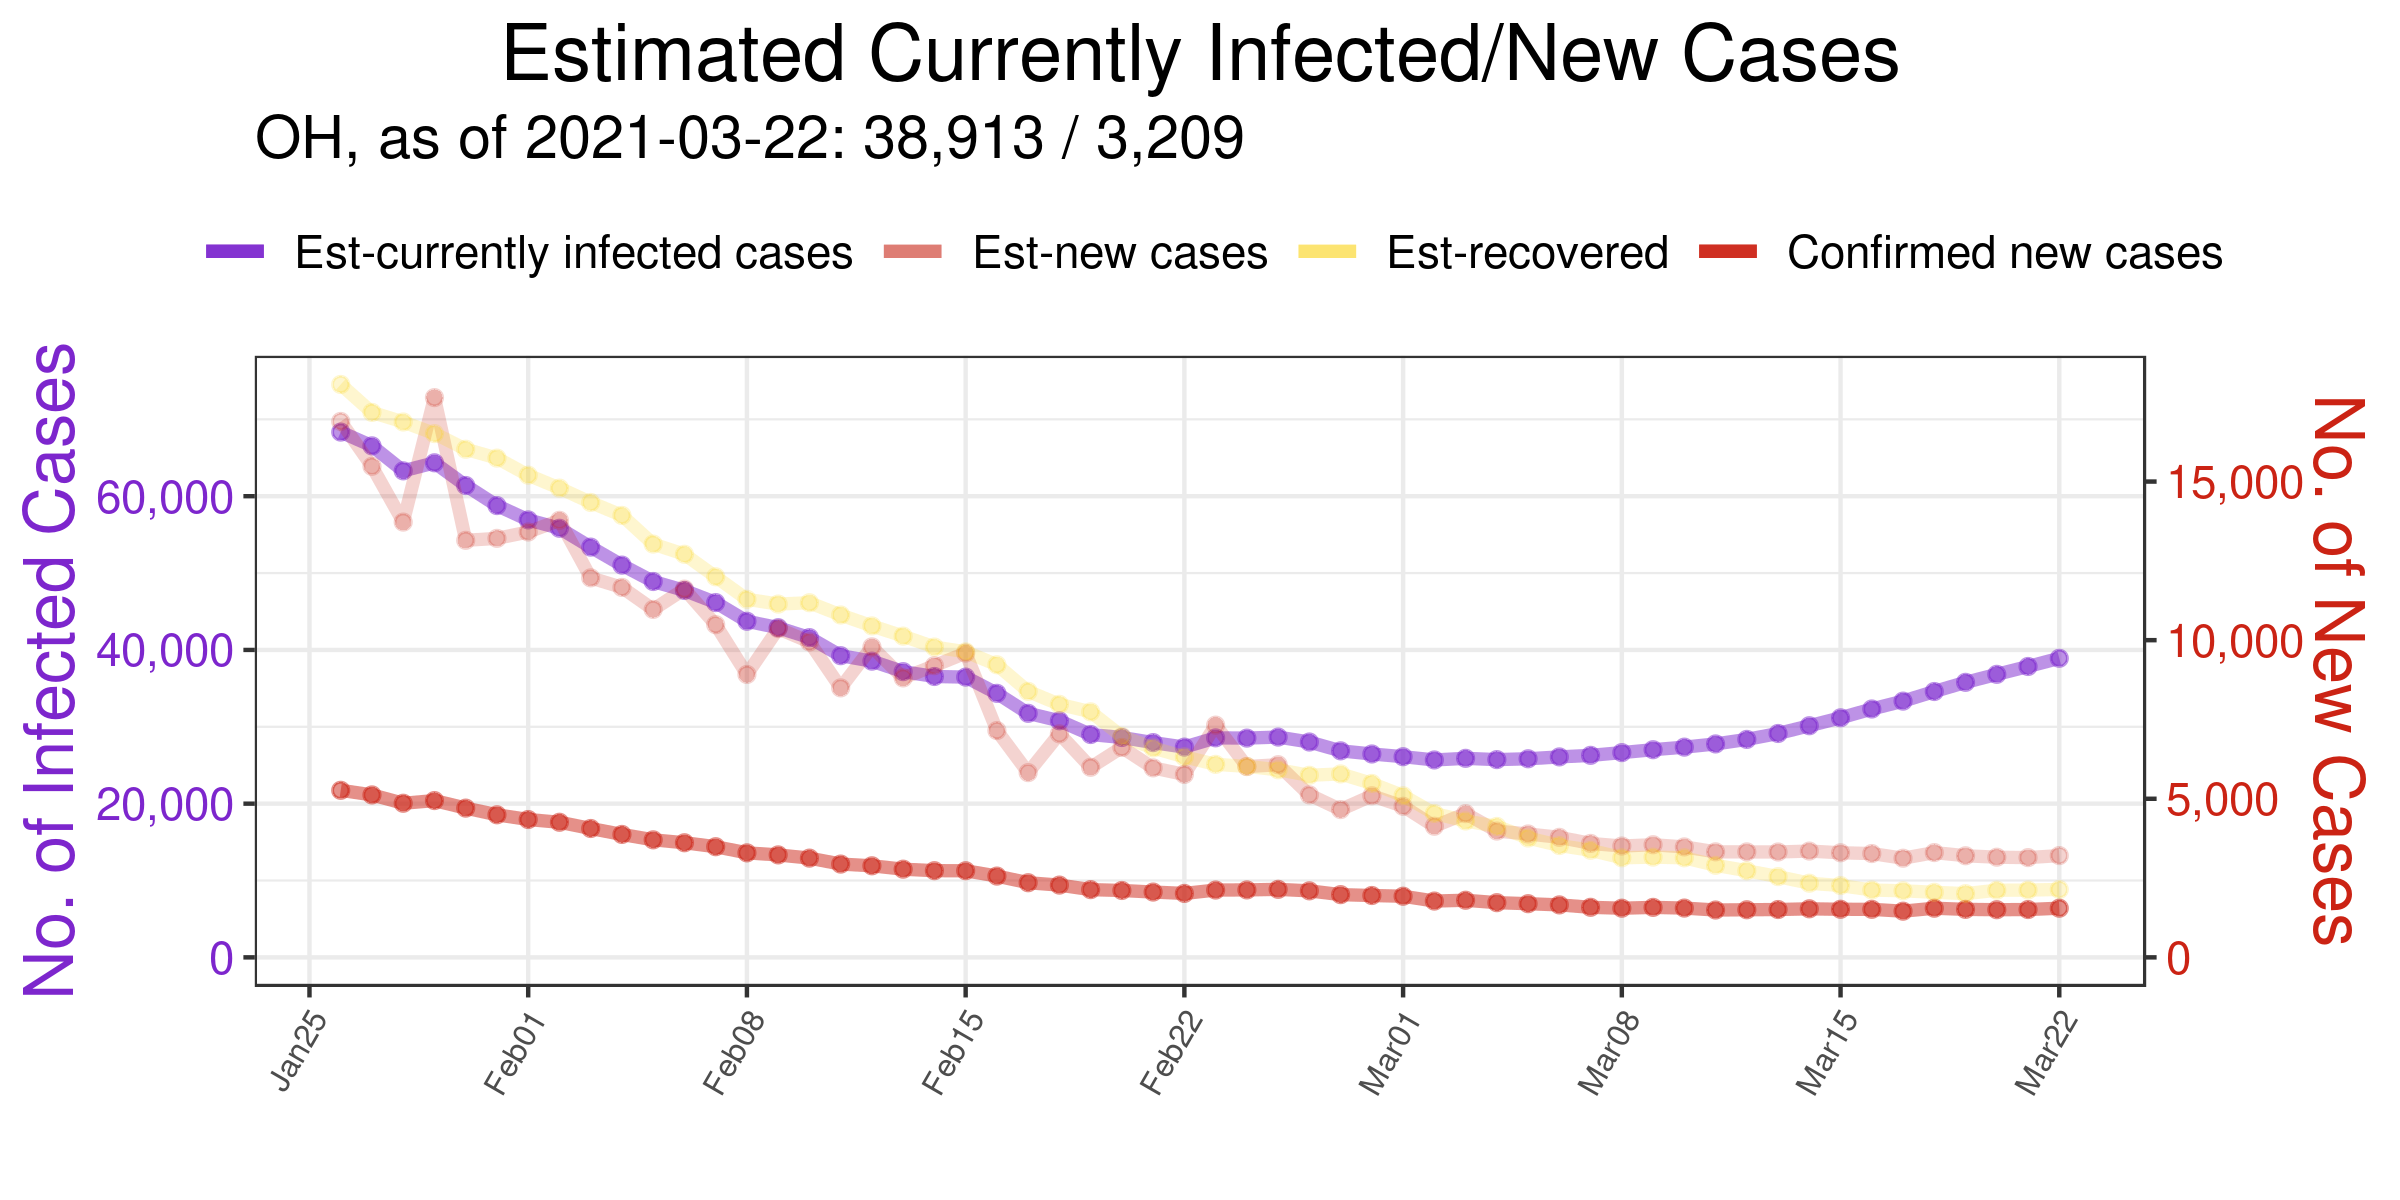 Estimated Currently Infected/New Cases
OH, as of 2021-03-22: 38,913 / 3,209
Est-currently infected cases Est-new cases Est-recovered Confirmed new cases
No. of Infected Cases
60,000
40,000
20,000
0
15,000
10,000
5,000
0
No. of New Cases
Jan25 Feb01 Feb08 Feb15 Feb22 Mar01 Mar08 Mar15 Mar22